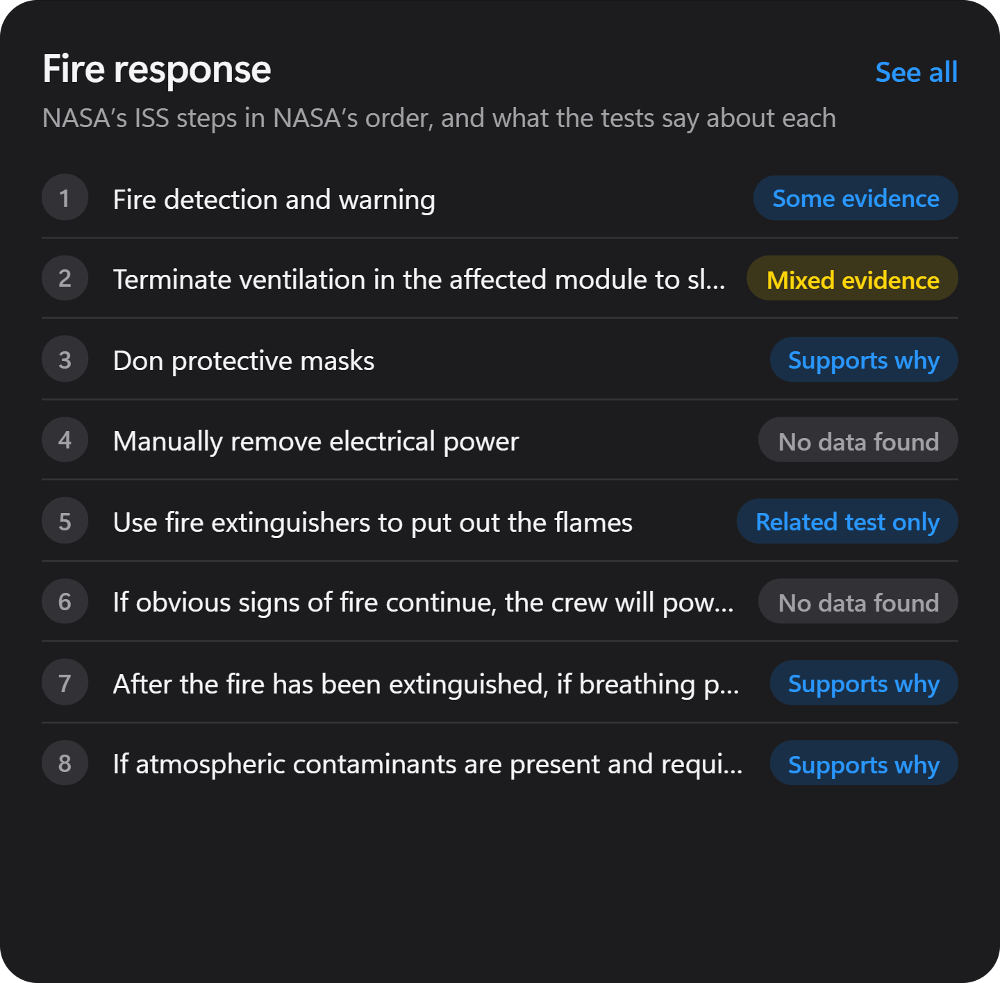 Fire response
See all
NASA’s ISS steps in NASA’s order, and what the tests say about each
1 Fire detection and warning Some evidence
2 Terminate ventilation in the affected module to sl... Mixed evidence
3 Don protective masks Supports why
4 Manually remove electrical power No data found
5 Use fire extinguishers to put out the flames Related test only
6 If obvious signs of fire continue, the crew will pow... No data found
7 After the fire has been extinguished, if breathing p... Supports why
8 If atmospheric contaminants are present and requi... Supports why